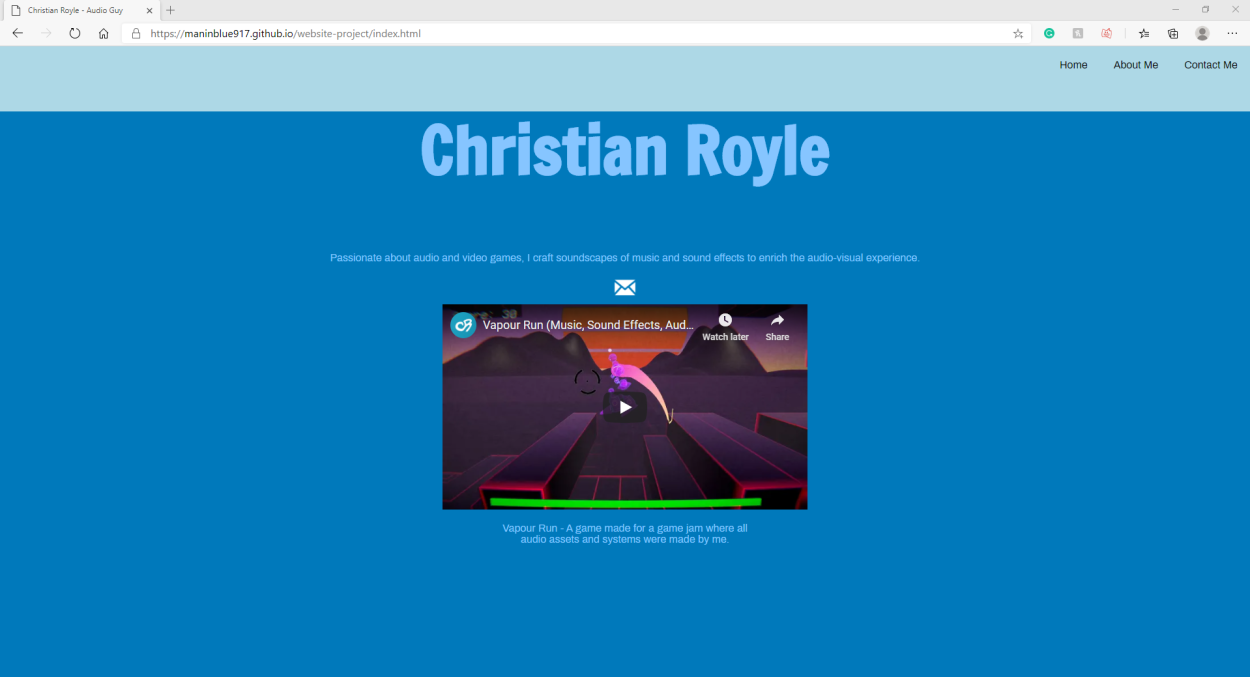 Christian Royle - Audio Guy
https://maninblue917.github.io/website-project/index.html
Home About Me Contact Me
Christian Royle
Passionate about audio and video games, I craft soundscapes of music and sound effects to enrich the audio-visual experience.
Vapour Run (Music, Sound Effects, Aud...
Watch later Share
Vapour Run - A game made for a game jam where all
audio assets and systems were made by me.